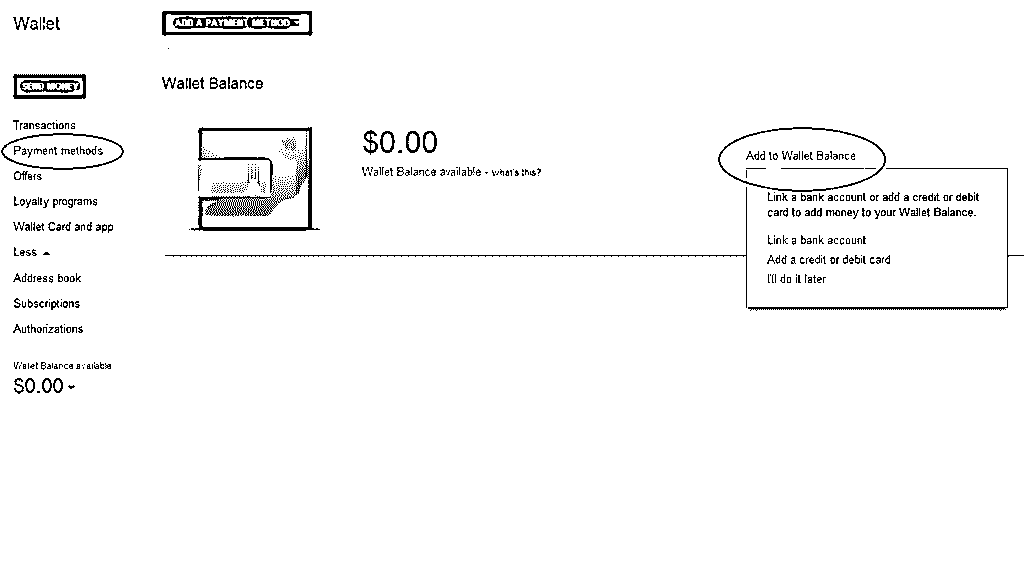 Wallet
ADD A PAYMENT METHOD
SEND MONEY
Wallet Balance
Transactions
Payment methods
Offers
Loyalty programs
Wallet Card and app
Less
Address book
Subscriptions
Authorizations
Wallet Balance available
$0.00
$0.00
Wallet Balance available - what's this?
Add to Wallet Balance
Link a bank account or add a credit or debit
card to add money to your Wallet Balance.
Link a bank account
Add a credit or debit card
I'll do it later